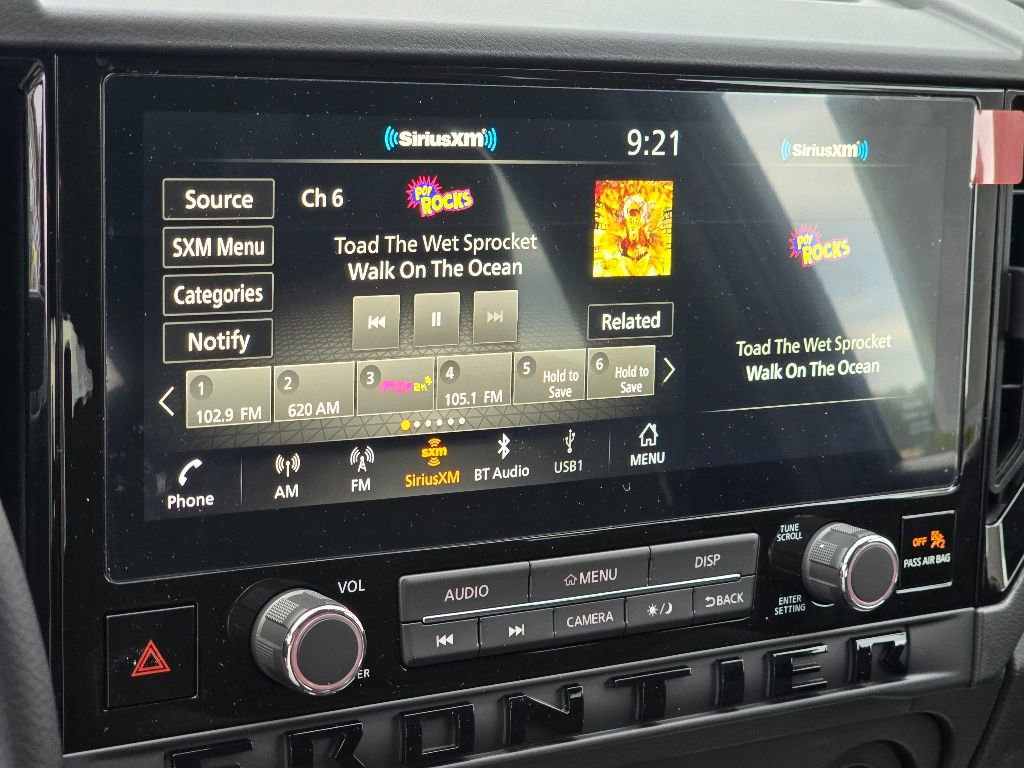 SiriusXM
9:21
SiriusXM
Source
Ch 6
POP ROCKS
SXM Menu
Toad The Wet Sprocket
Walk On The Ocean
Categories
Notify
Related
POP ROCKS
Toad The Wet Sprocket
Walk On The Ocean
1
102.9 FM
2
620 AM
3
4
105.1 FM
5
Hold to
Save
6
Hold to
Save
Phone
AM
FM
sxm
SiriusXM
BT Audio
USB1
MENU
VOL
AUDIO
MENU
DISP
CAMERA
BACK
TUNE
SCROLL
ENTER
SETTING
OFF
PASS AIR BAG
FRONTIER